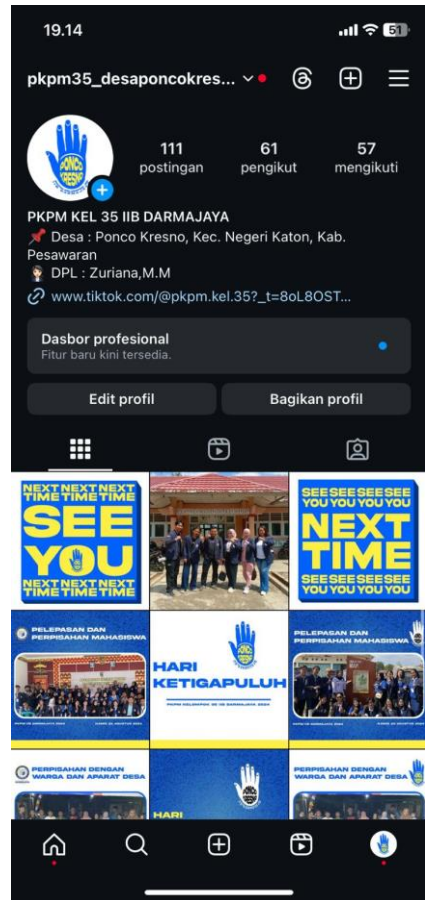 19.14
51
pkpm35_desaponcokres...
PONCO
KRESNO
111
postingan
61
pengikut
57
mengikuti
PKPM KEL 35 IIB DARMAJAYA
Desa : Ponco Kresno, Kec. Negeri Katon, Kab.
Pesawaran
DPL : Zuriana,M.M
www.tiktok.com/@pkpm.kel.35?_t=8oL8OST...
Dasbor profesional
Fitur baru kini tersedia.
Edit profil
Bagikan profil
NEXT NEXT NEXT
TIME TIME TIME
SEE
YOU
NEXT NEXT NEXT
TIME TIME TIME
SEE SEE SEE SEE
YOU YOU YOU YOU
NEXT
TIME
SEE SEE SEE SEE
YOU YOU YOU YOU
PELEPASAN DAN
PERPISAHAN MAHASISWA
HARI
KETIGAPULUH
PELEPASAN DAN
PERPISAHAN MAHASISWA
PERPISAHAN DENGAN
WARGA DAN APARAT DESA
HARI
PERPISAHAN DENGAN
WARGA DAN APARAT DESA